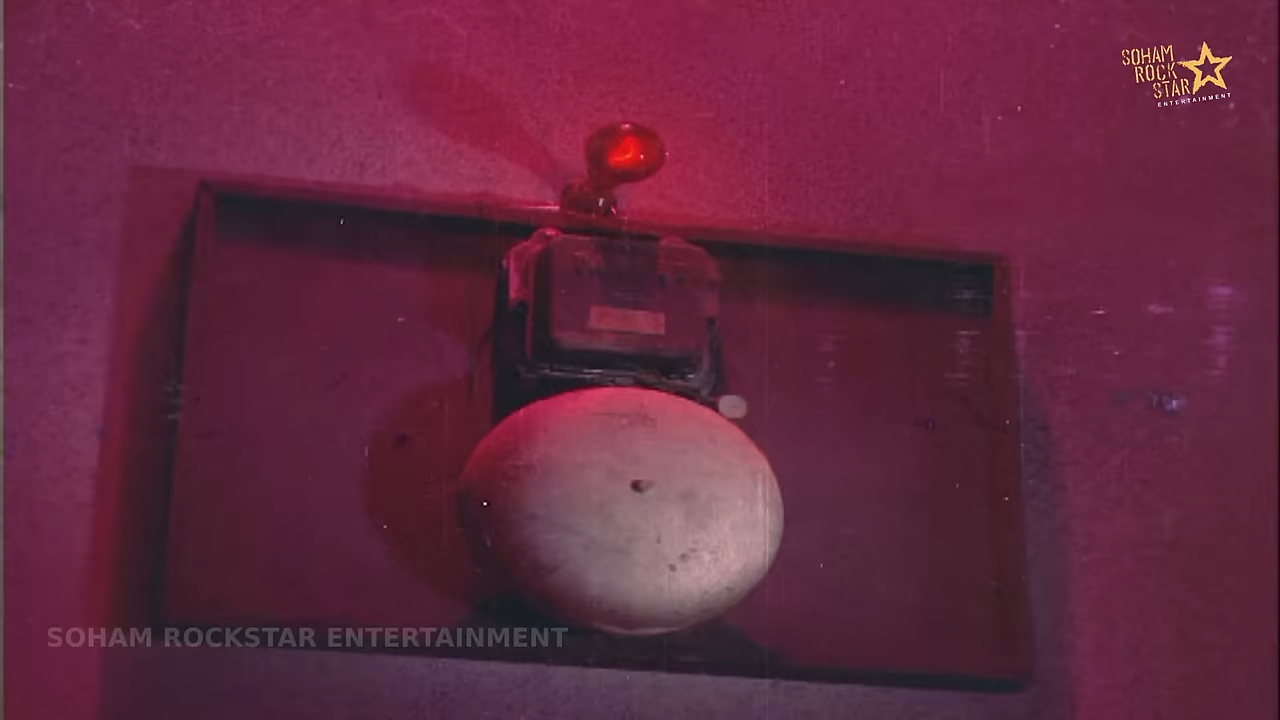 SOHAM
ROCK
STAR
ENTERTAINMENT
SOHAM ROCKSTAR ENTERTAINMENT